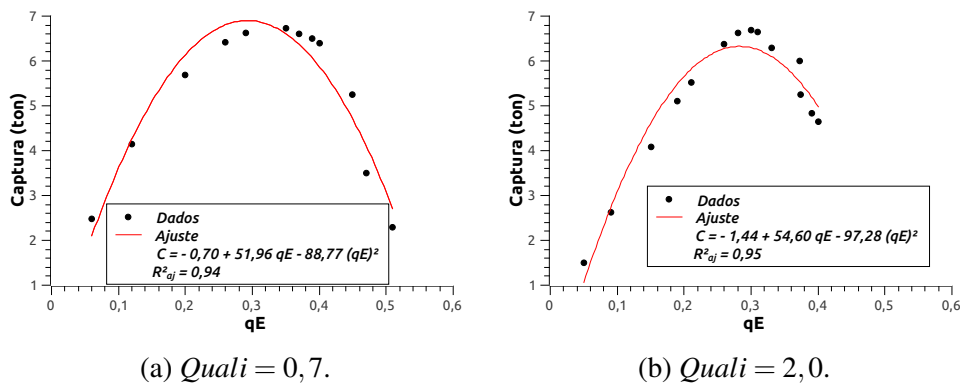 Captura (ton)
7
6
5
4
3
2
1
0
0,1
0,2
0,3
0,4
0,5
0,6
qE
Dados
Ajuste
C = - 0,70 + 51,96 qE - 88,77 (qE)²
R²aj = 0,94
(a) Quali = 0,7.
Captura (ton)
7
6
5
4
3
2
1
0
0,1
0,2
0,3
0,4
0,5
0,6
qE
Dados
Ajuste
C = - 1,44 + 54,60 qE - 97,28 (qE)²
R²aj = 0,95
(b) Quali = 2,0.